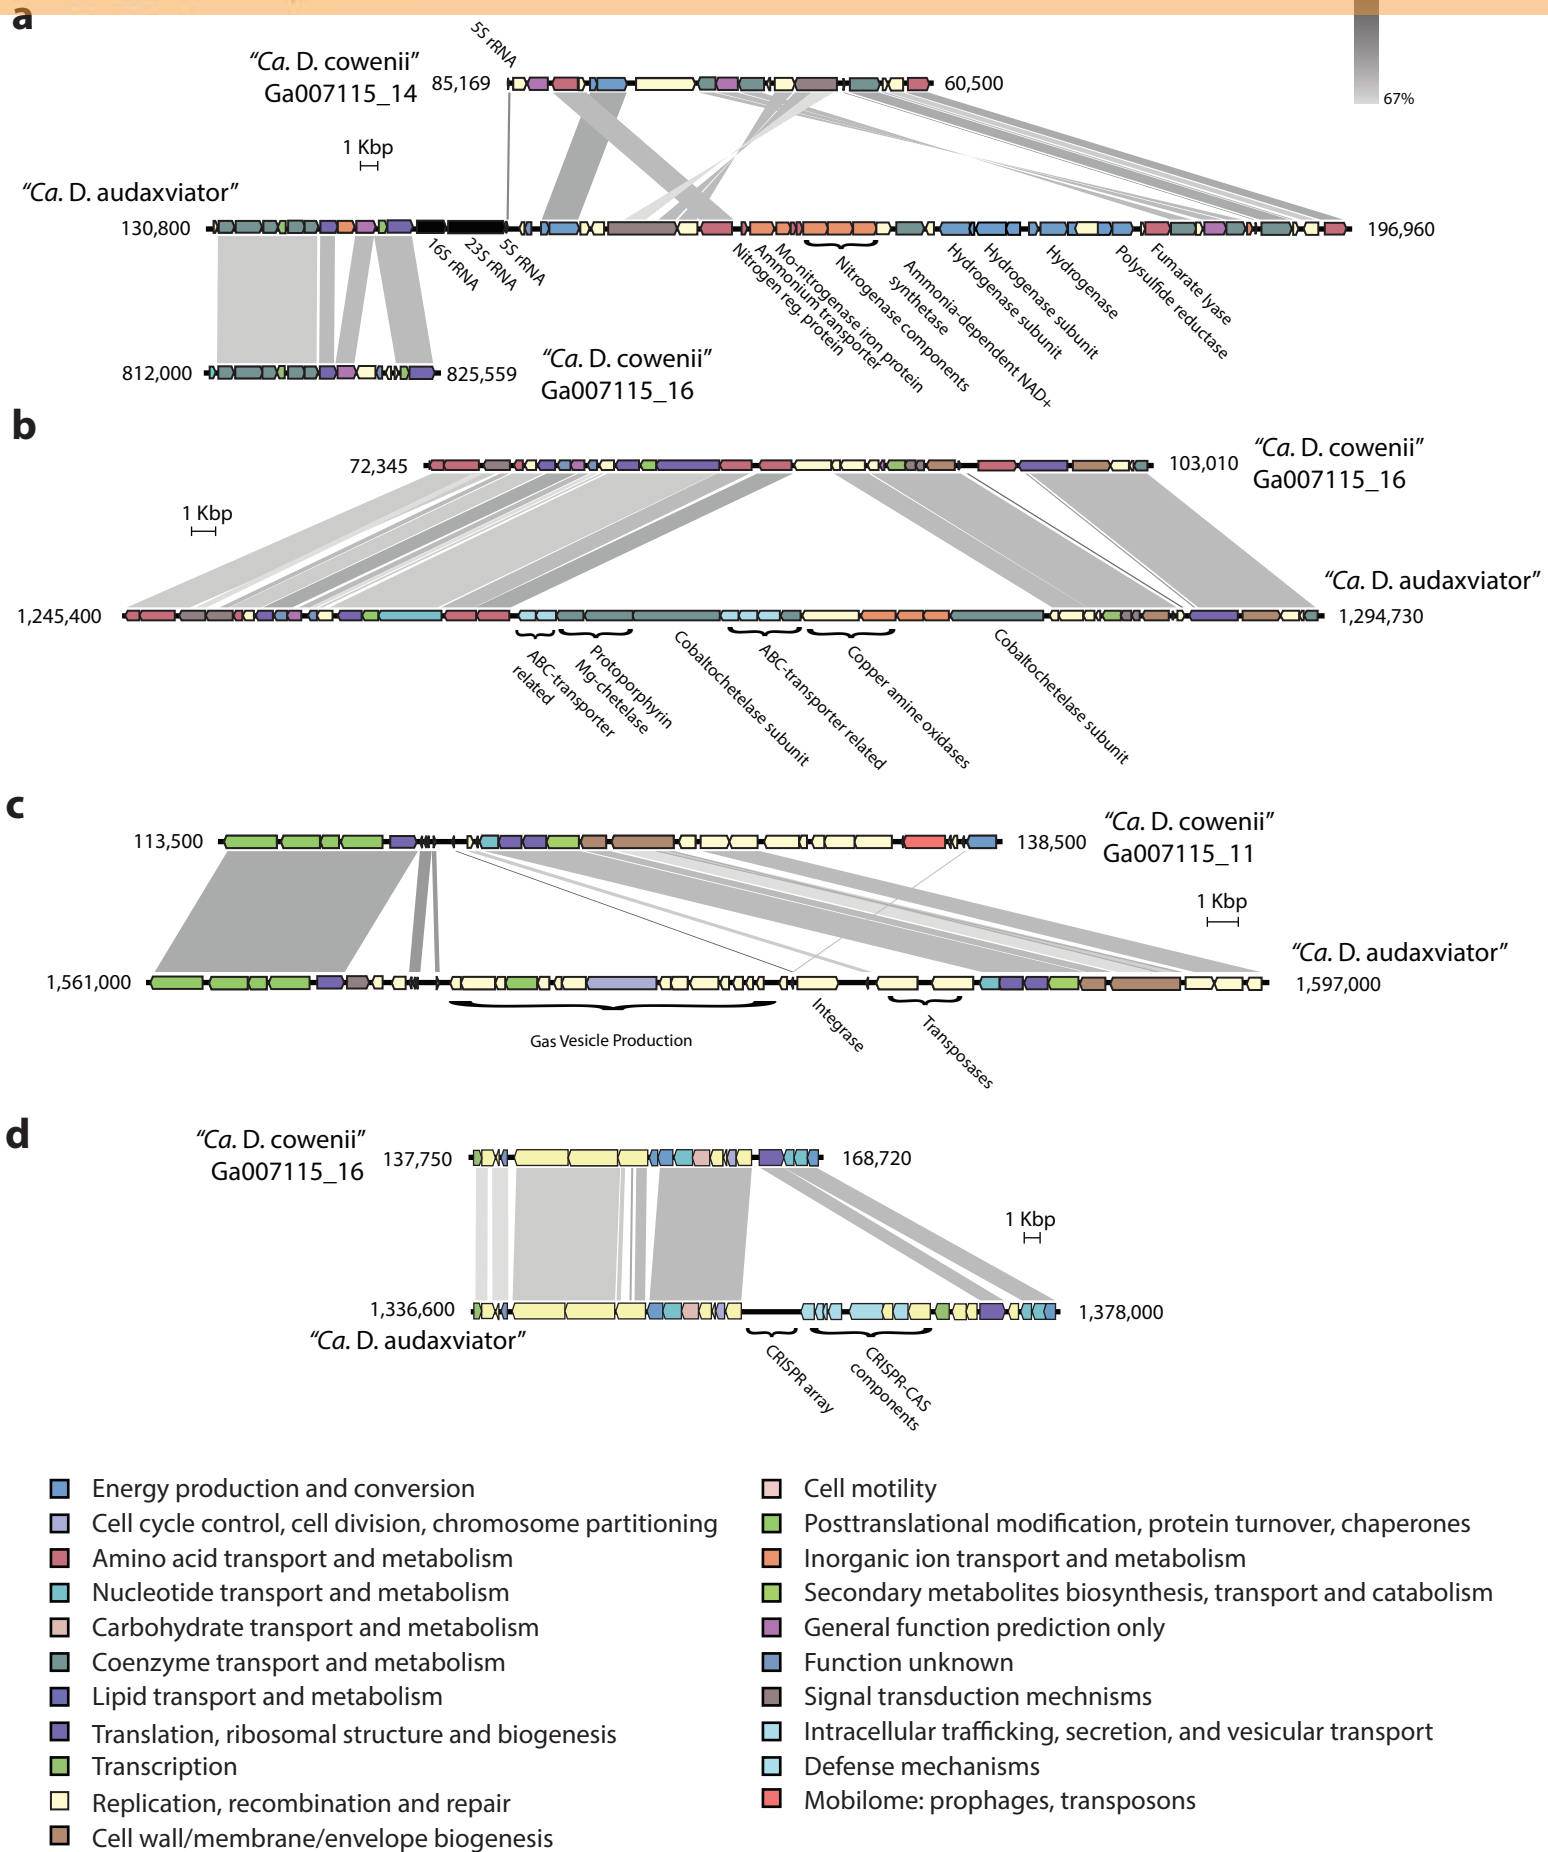 a
67%
“Ca. D. cowenii”
Ga007115_14
85,169
5S rRNA
60,500
1 Kbp
“Ca. D. audaxviator”
130,800
196,960
16S rRNA
23S rRNA
5S rRNA
Nitrogen reg. protein
Ammonium transporter
Mo-nitrogenase iron protein
Nitrogenase components
Ammonia-dependent NAD+
synthetase
Hydrogenase subunit
Hydrogenase subunit
Hydrogenase
Polysulfide reductase
Fumarate lyase
812,000
825,559
“Ca. D. cowenii”
Ga007115_16
b
72,345
103,010
“Ca. D. cowenii”
Ga007115_16
1 Kbp
“Ca. D. audaxviator”
1,245,400
1,294,730
ABC-transporter
related
Protoporphyrin
Mg-chetelase
Cobaltochetelase subunit
ABC-transporter related
Copper amine oxidases
Cobaltochetelase subunit
c
113,500
138,500
“Ca. D. cowenii”
Ga007115_11
1 Kbp
“Ca. D. audaxviator”
1,561,000
1,597,000
Gas Vesicle Production
Integrase
Transposases
d
“Ca. D. cowenii”
Ga007115_16
137,750
168,720
1 Kbp
1,336,600
1,378,000
“Ca. D. audaxviator”
CRISPR array
CRISPR-CAS
components
Energy production and conversion
Cell cycle control, cell division, chromosome partitioning
Amino acid transport and metabolism
Nucleotide transport and metabolism
Carbohydrate transport and metabolism
Coenzyme transport and metabolism
Lipid transport and metabolism
Translation, ribosomal structure and biogenesis
Transcription
Replication, recombination and repair
Cell wall/membrane/envelope biogenesis
Cell motility
Posttranslational modification, protein turnover, chaperones
Inorganic ion transport and metabolism
Secondary metabolites biosynthesis, transport and catabolism
General function prediction only
Function unknown
Signal transduction mechnisms
Intracellular trafficking, secretion, and vesicular transport
Defense mechanisms
Mobilome: prophages, transposons